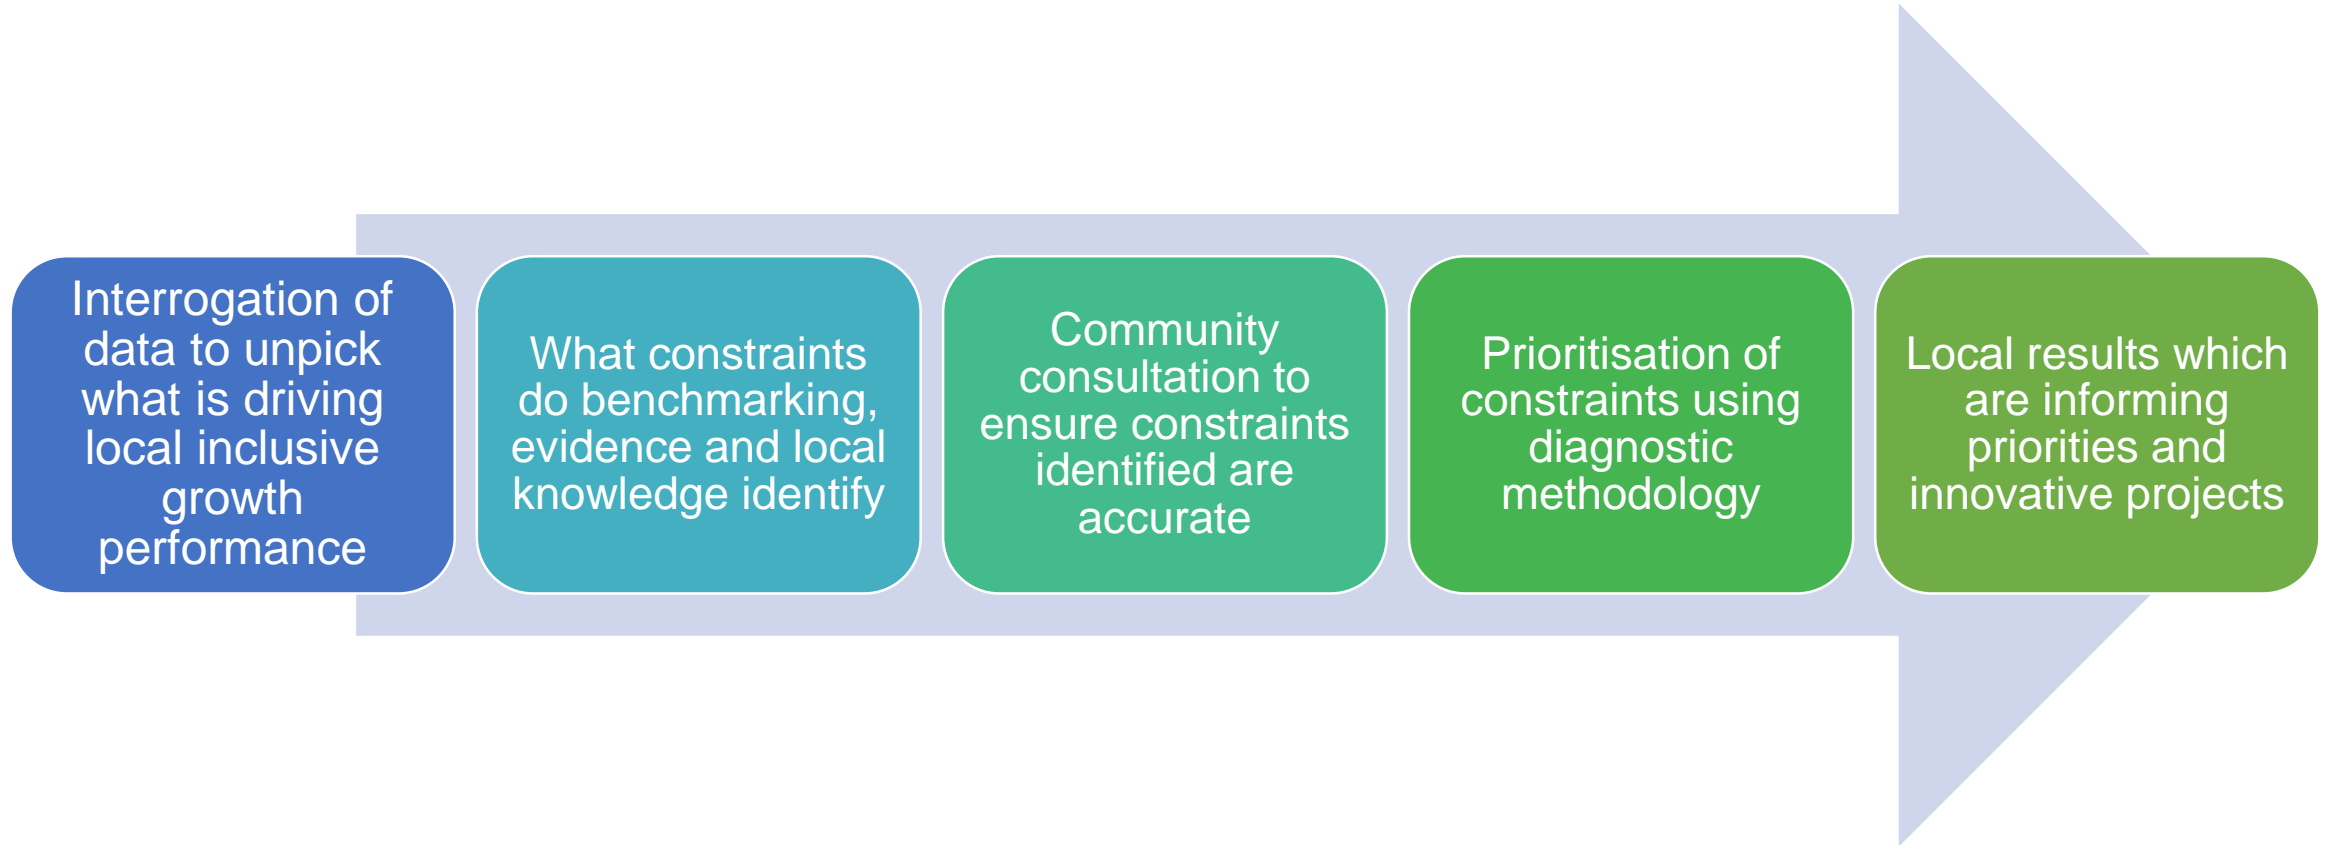 Interrogation of
data to unpick
what is driving
local inclusive
growth
performance
What constraints
do benchmarking,
evidence and local
knowledge identify
Community
consultation to
ensure constraints
identified are
accurate
Prioritisation of
constraints using
diagnostic
methodology
Local results which
are informing
priorities and
innovative projects